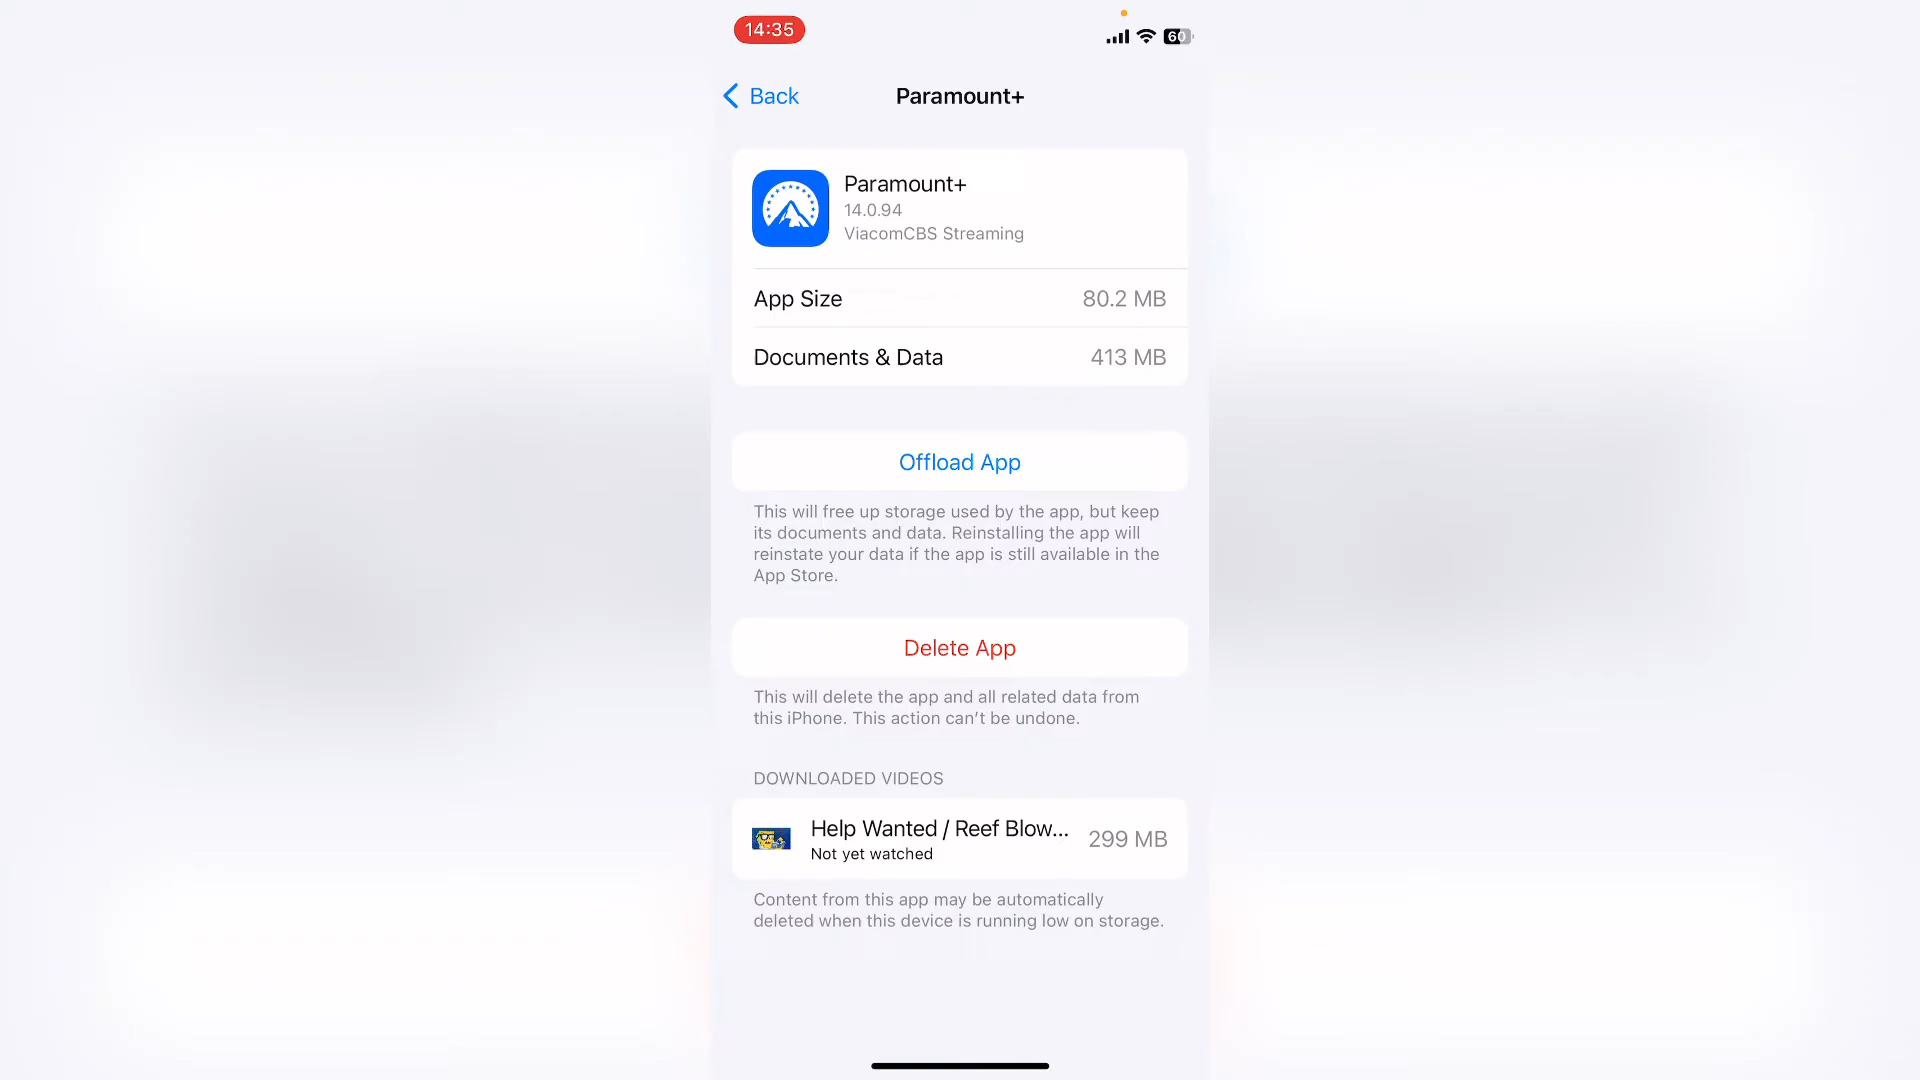 14:35
60
Back
Paramount+
Paramount+
14.0.94
ViacomCBS Streaming
App Size 80.2 MB
Documents & Data 413 MB
Offload App
This will free up storage used by the app, but keep
its documents and data. Reinstalling the app will
reinstate your data if the app is still available in the
App Store.
Delete App
This will delete the app and all related data from
this iPhone. This action can’t be undone.
DOWNLOADED VIDEOS
Help Wanted / Reef Blow... 299 MB
Not yet watched
Content from this app may be automatically
deleted when this device is running low on storage.